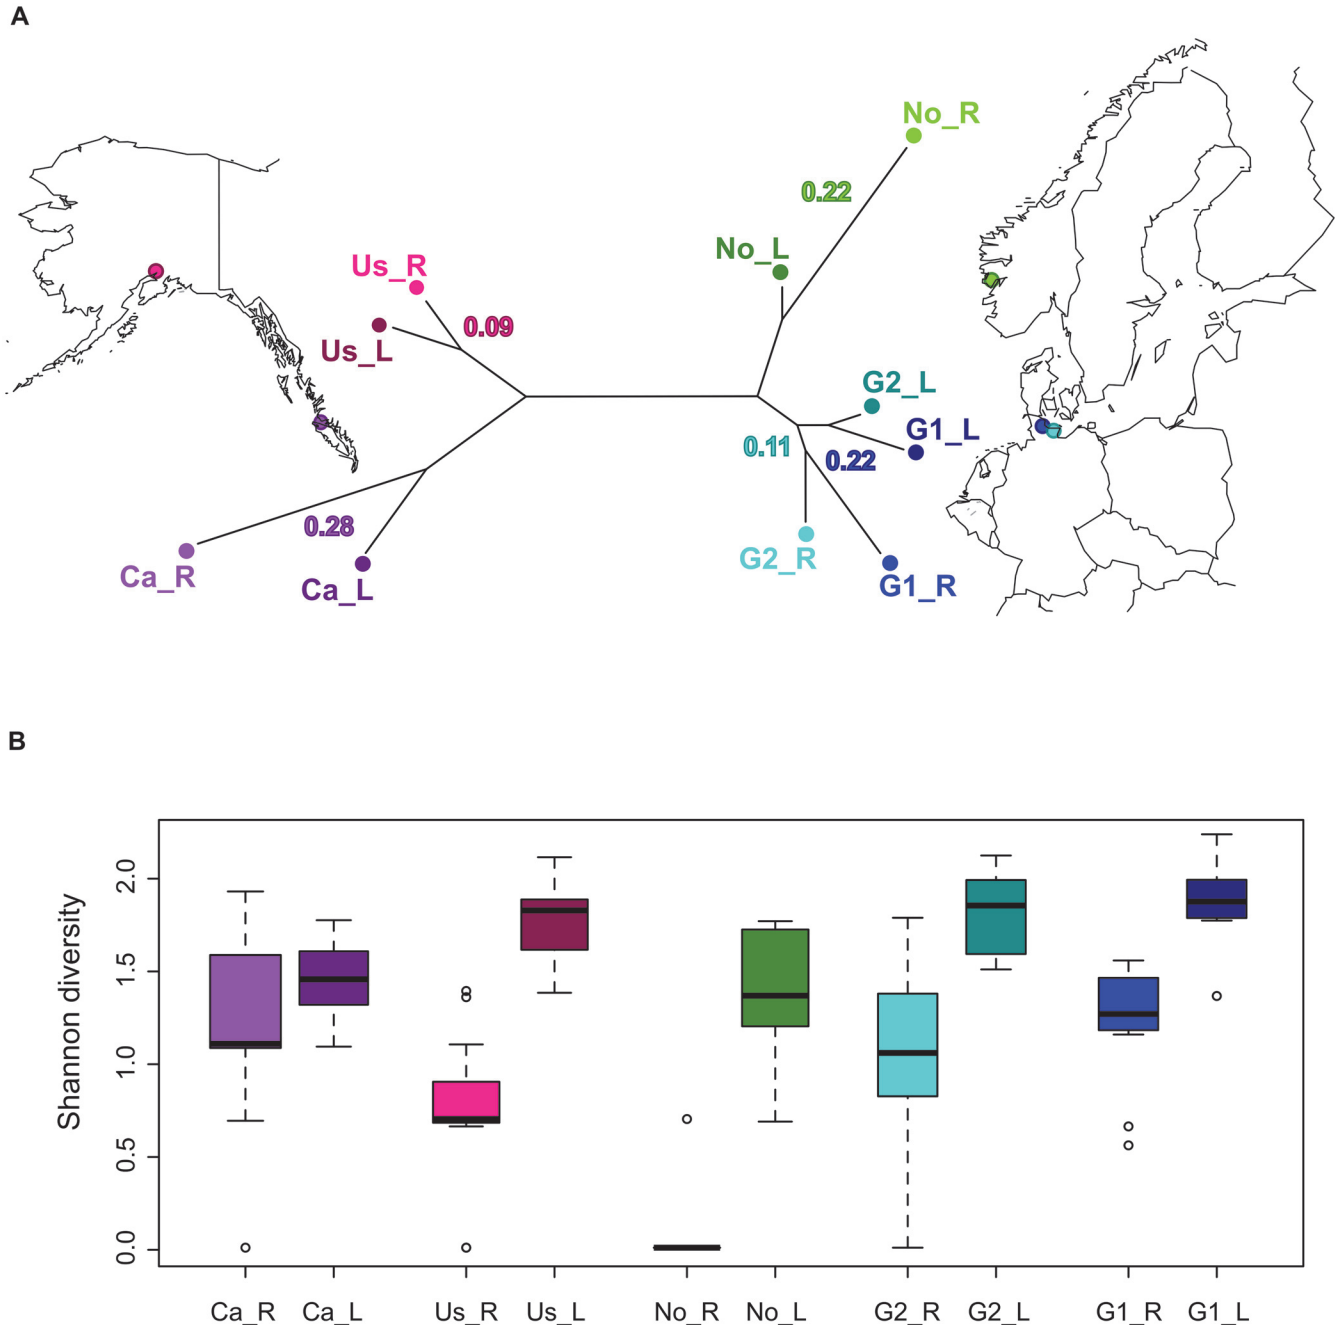 A
No_R
0.22
No_L
Us_R
0.09
Us_L
G2_L
G1_L
0.11
0.22
0.28
G2_R
Ca_R
Ca_L
G1_R
B
Shannon diversity
2.0
1.5
1.0
0.5
0.0
Ca_R Ca_L Us_R Us_L No_R No_L G2_R G2_L G1_R G1_L